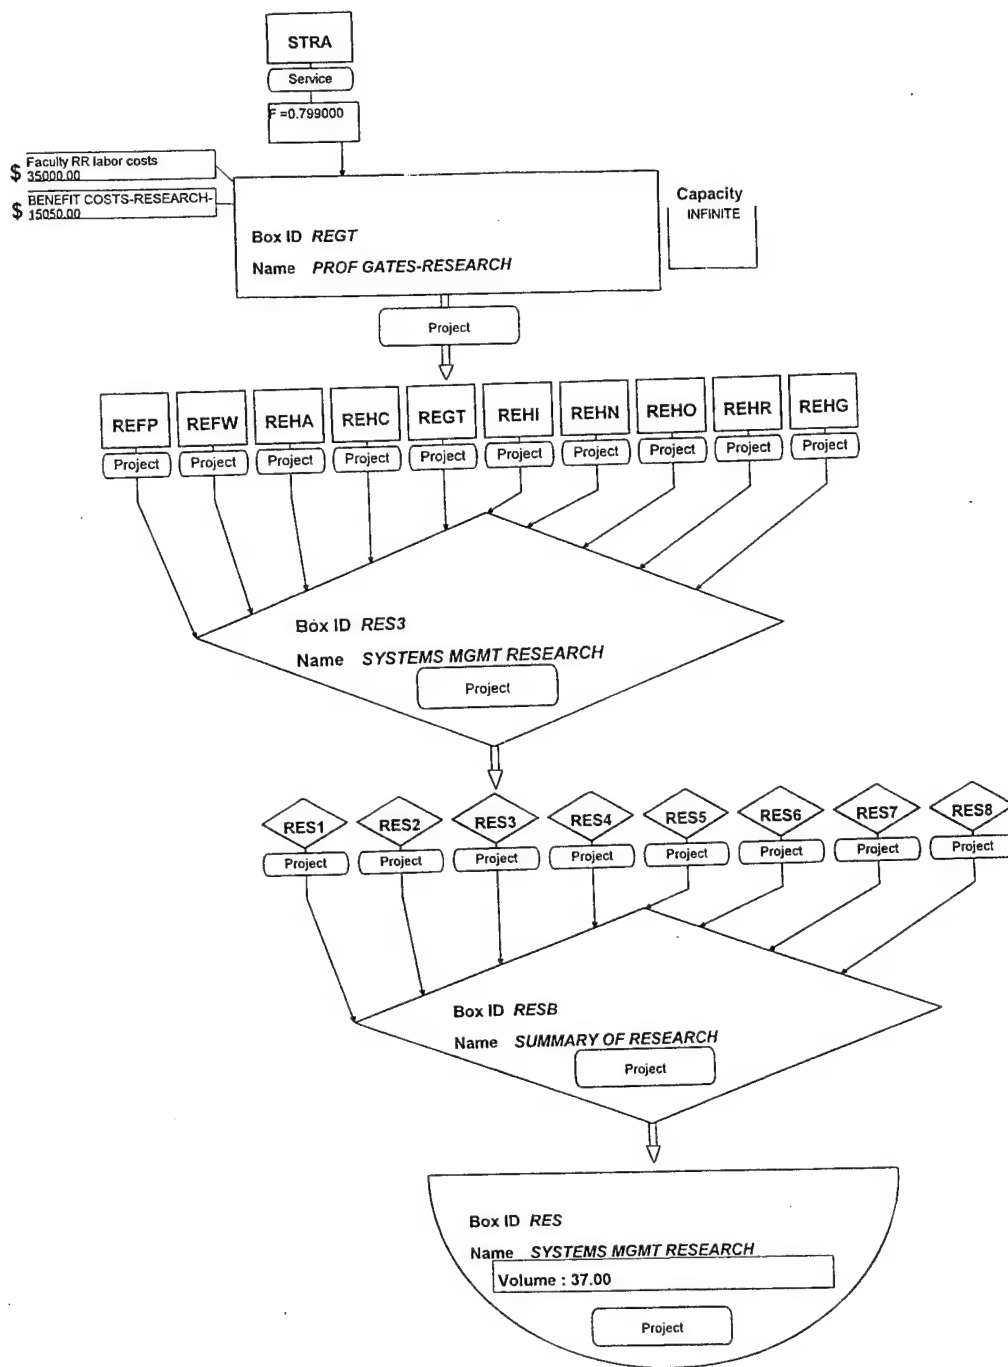 STRA
Service
F =0.799000
$ Faculty RR labor costs
35000.00
$ BENEFIT COSTS-RESEARCH-
15050.00
Capacity
INFINITE
Box ID REGT
Name PROF GATES-RESEARCH
Project
REFP REFW REHA REHC REGT REHI REHN REHO REHR REHG
Project Project Project Project Project Project Project Project Project Project
Box ID RES3
Name SYSTEMS MGMT RESEARCH
Project
RES1 RES2 RES3 RES4 RES5 RES6 RES7 RES8
Project Project Project Project Project Project Project Project
Box ID RESB
Name SUMMARY OF RESEARCH
Project
Box ID RES
Name SYSTEMS MGMT RESEARCH
Volume : 37.00
Project